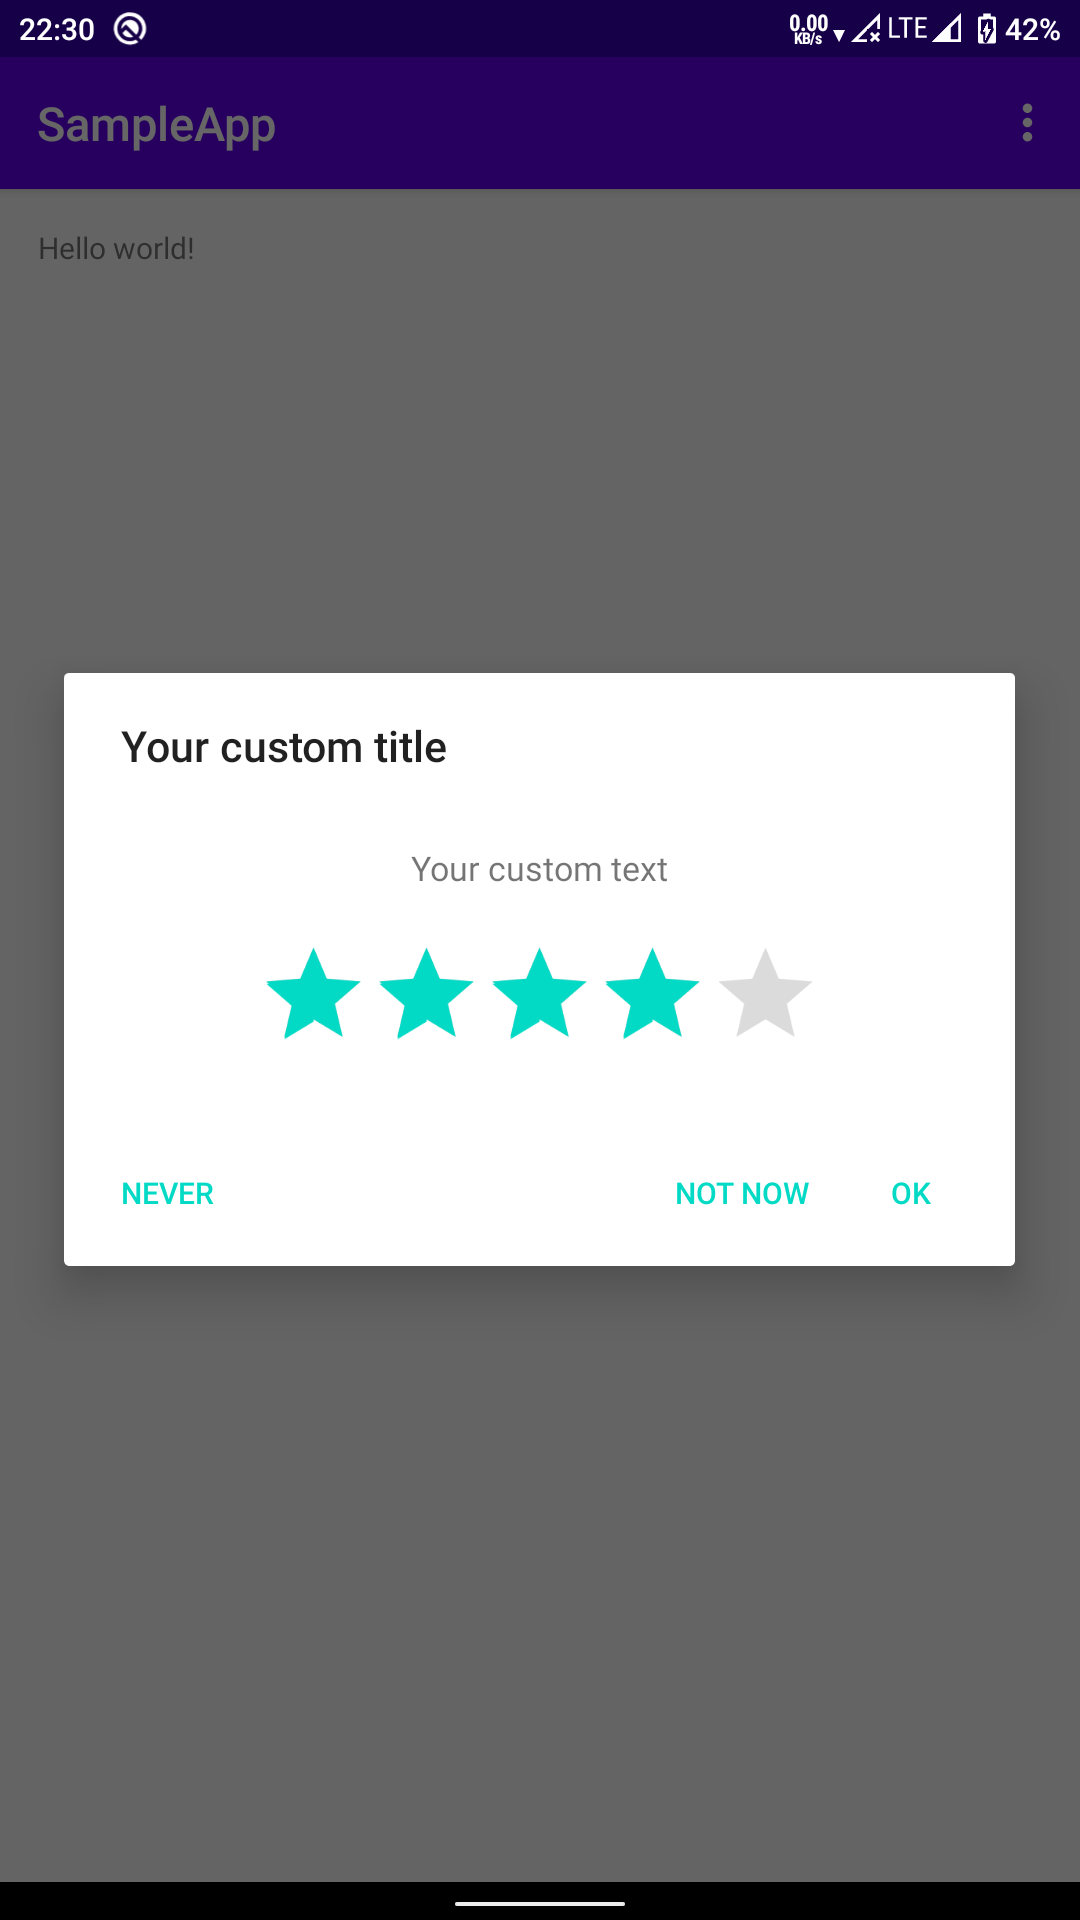 22:30 0.00 KB/s LTE 42%
SampleApp
Hello world!
Your custom title
Your custom text
NEVER NOT NOW OK